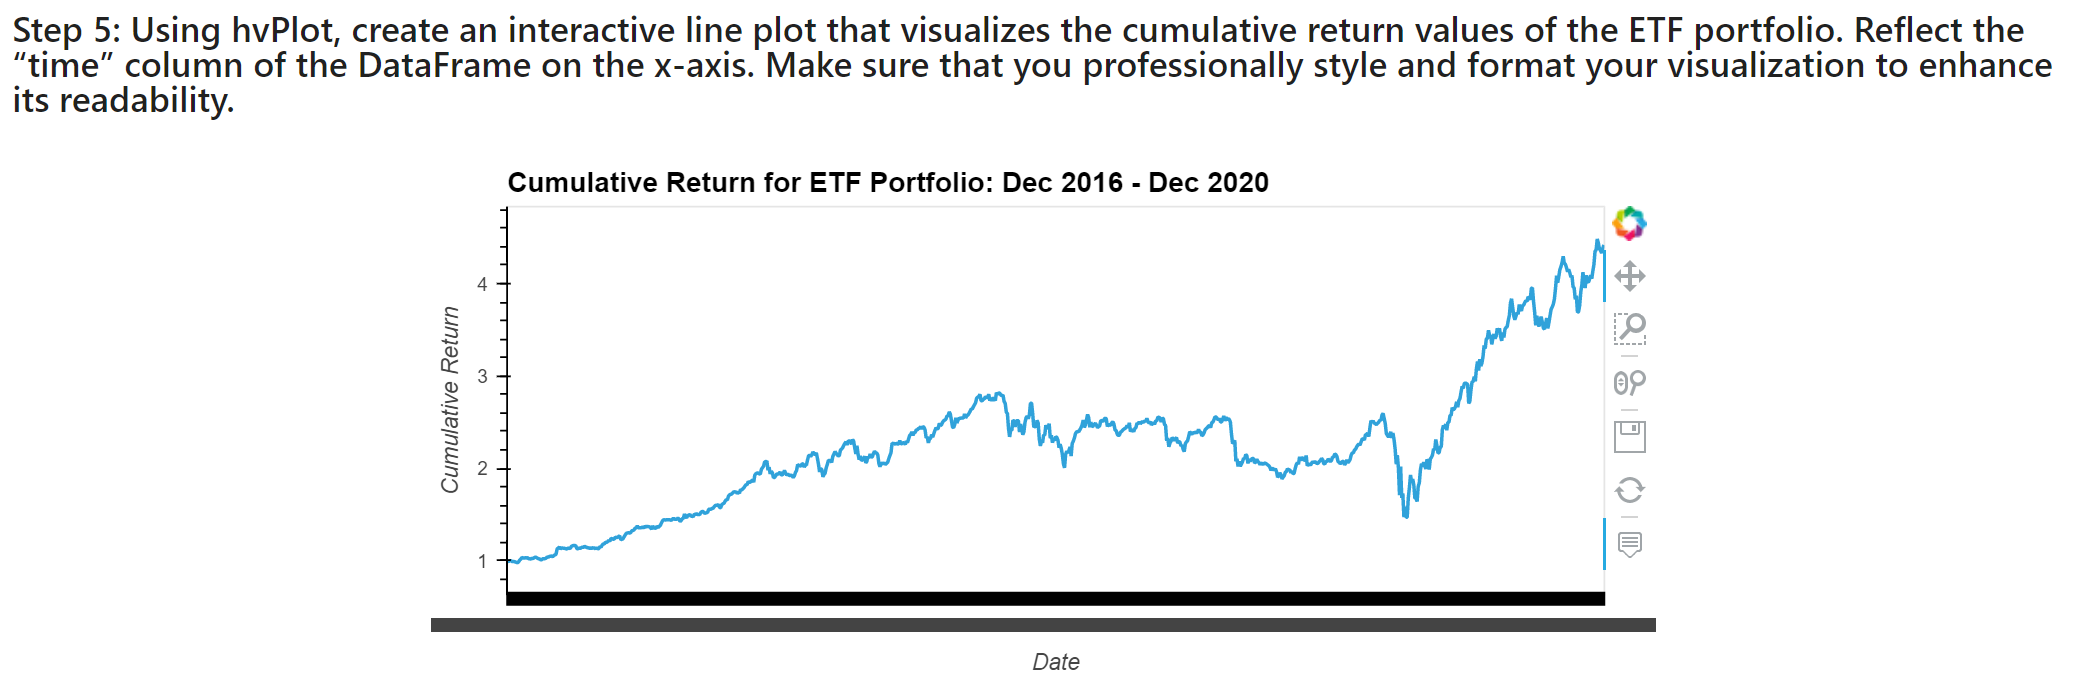 Step 5: Using hvPlot, create an interactive line plot that visualizes the cumulative return values of the ETF portfolio. Reflect the
“time” column of the DataFrame on the x-axis. Make sure that you professionally style and format your visualization to enhance
its readability.
Cumulative Return for ETF Portfolio: Dec 2016 - Dec 2020
Cumulative Return
4
3
2
1
Date